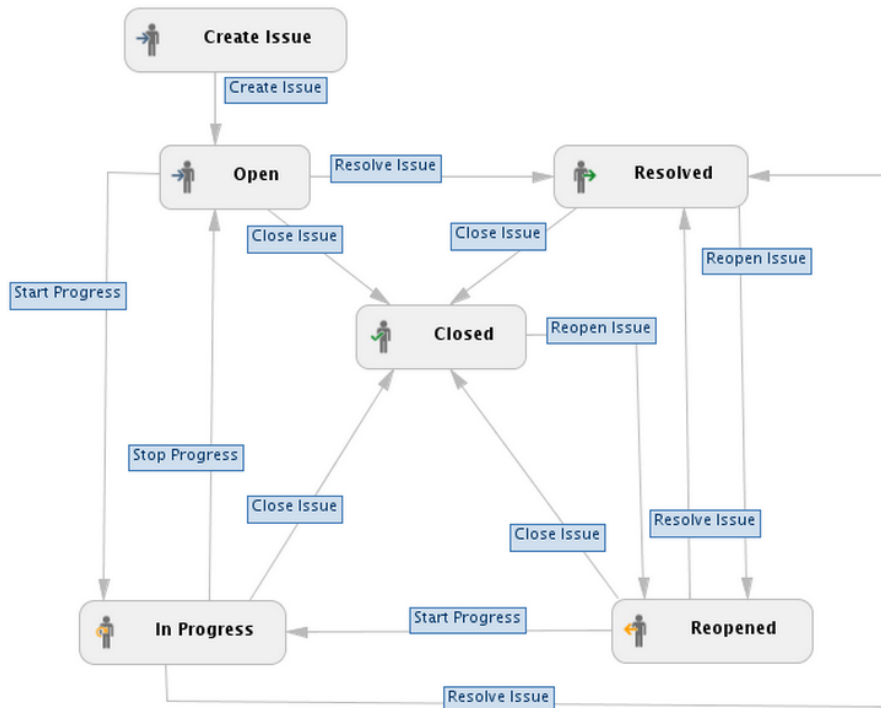 Create Issue
Create Issue
Open
Resolve Issue
Resolved
Close Issue
Close Issue
Reopen Issue
Start Progress
Closed
Reopen Issue
Stop Progress
Close Issue
Close Issue
Resolve Issue
In Progress
Start Progress
Reopened
Resolve Issue